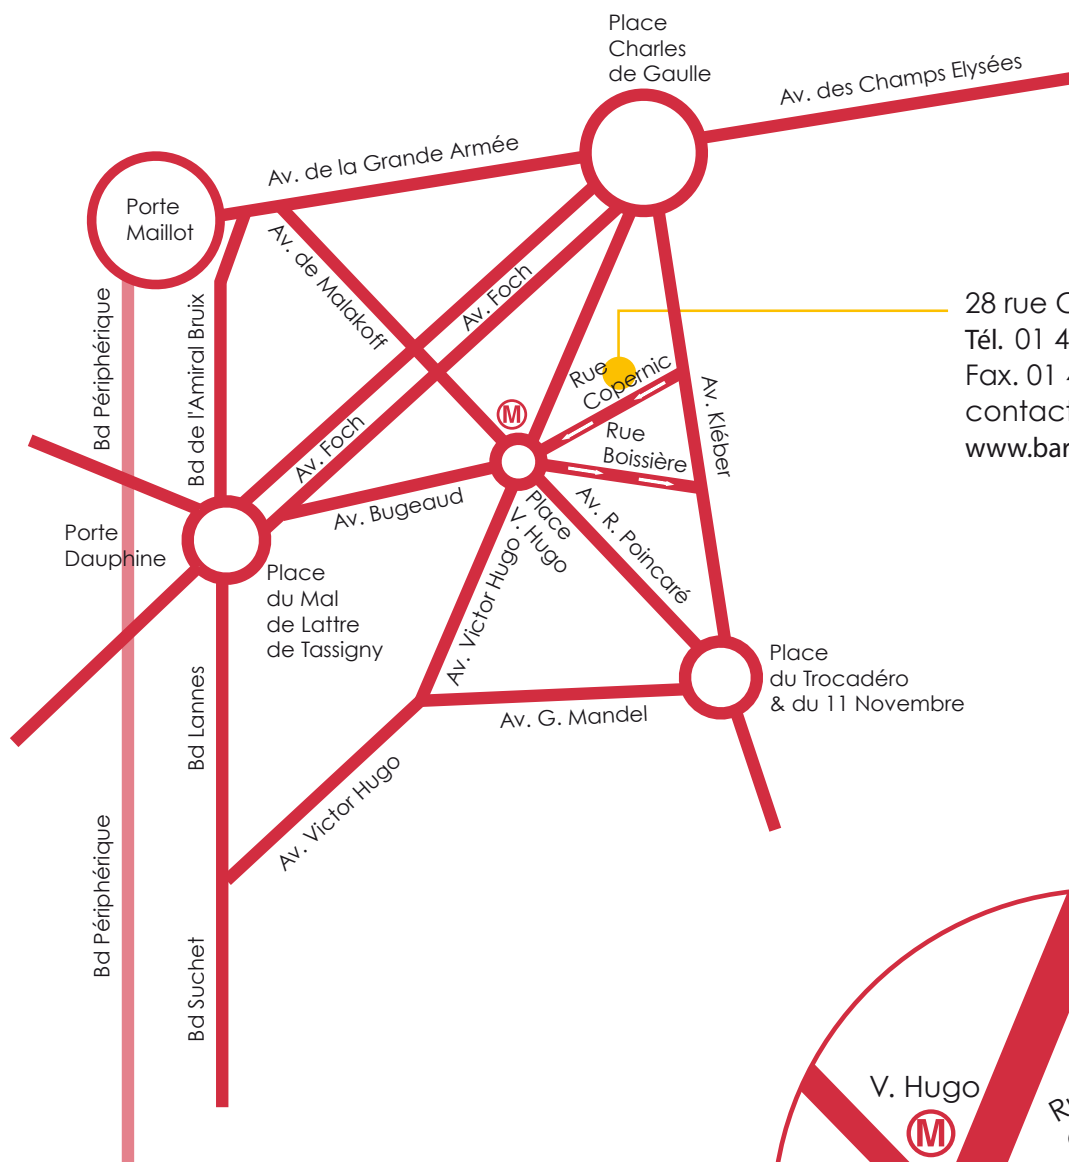 Place
Charles
de Gaulle
Av. des Champs Elysées
Av. de la Grande Armée
Porte
Maillot
Av. de Malakoff
Av. Foch
Bd Périphérique
Bd de l'Amiral Bruix
28 rue C
Tél. 01 4
Fax. 01 4
contact
www.bar
Rue
Copernic
Av. Kléber
M
Rue
Boissière
Av. Foch
Av. Bugeaud
Place
V. Hugo
Av. R. Poincaré
Porte
Dauphine
Place
du Mal
de Lattre
de Tassigny
Av. Victor Hugo
Place
du Trocadéro
& du 11 Novembre
Av. G. Mandel
Bd Lannes
Av. Victor Hugo
Bd Périphérique
Bd Suchet
V. Hugo
M